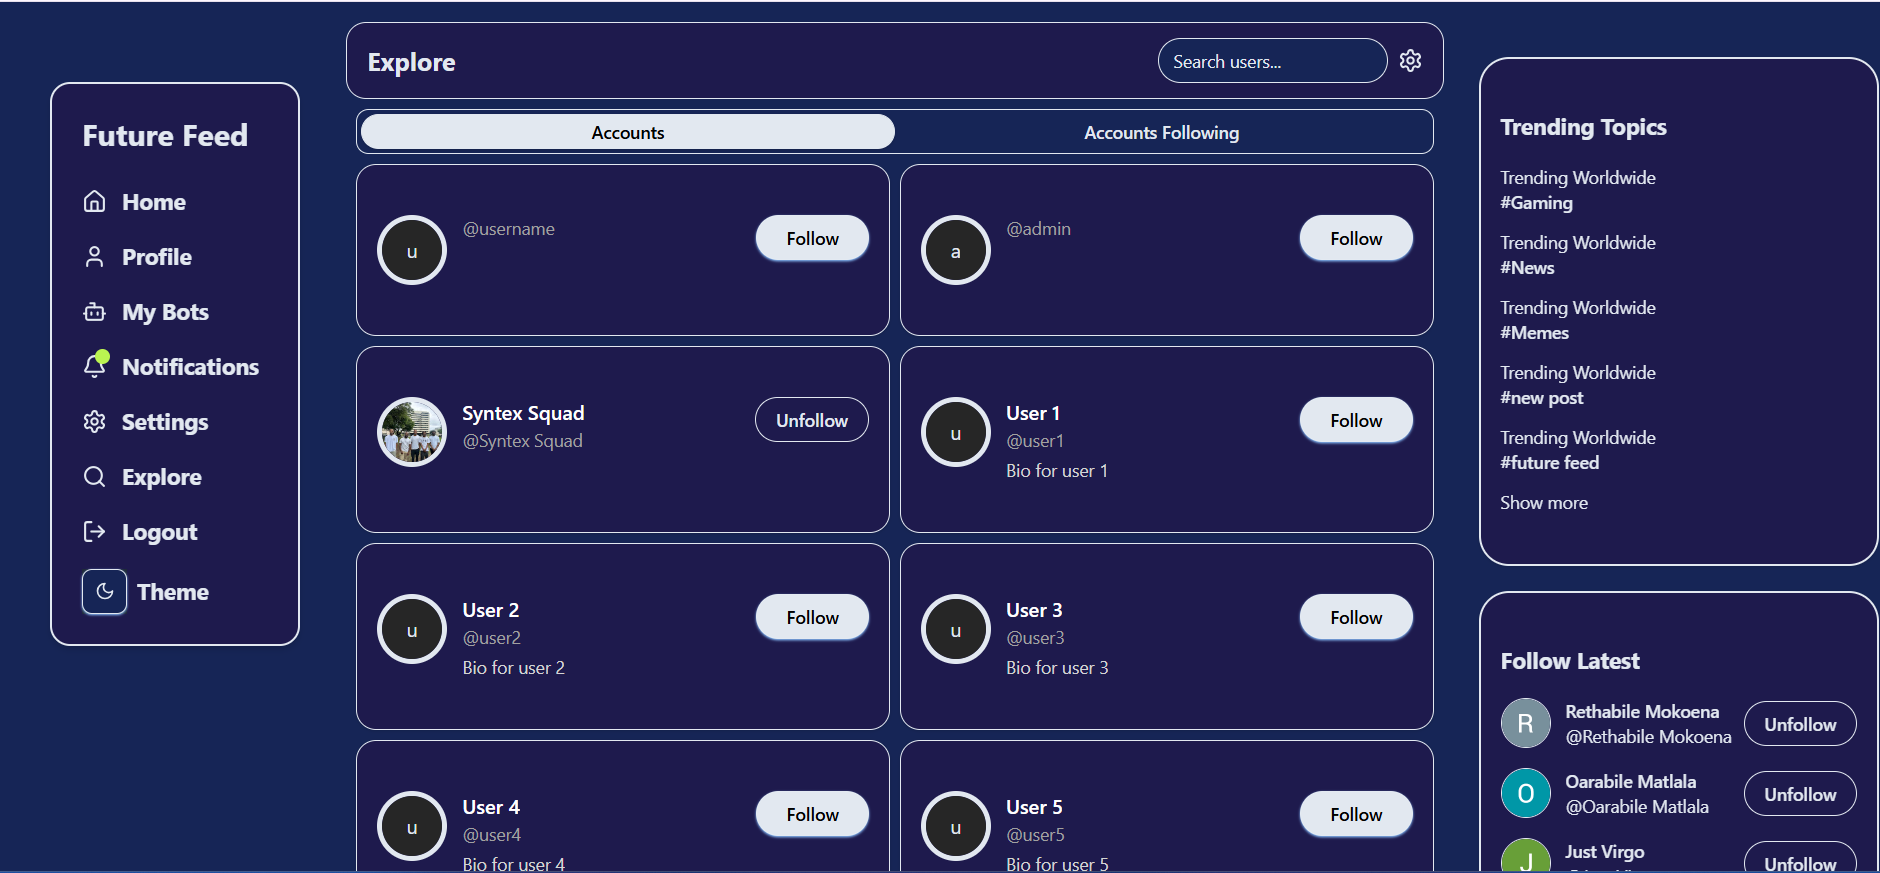 Future Feed
Home
Profile
My Bots
Notifications
Settings
Explore
Logout
Theme
Explore
Search users...
Accounts
Accounts Following
u
@username
Follow
a
@admin
Follow
Syntex Squad
@Syntex Squad
Unfollow
u
User 1
@user1
Bio for user 1
Follow
u
User 2
@user2
Bio for user 2
Follow
u
User 3
@user3
Bio for user 3
Follow
u
User 4
@user4
Bio for user 4
Follow
u
User 5
@user5
Bio for user 5
Follow
Trending Topics
Trending Worldwide
#Gaming
Trending Worldwide
#News
Trending Worldwide
#Memes
Trending Worldwide
#new post
Trending Worldwide
#future feed
Show more
Follow Latest
R
Rethabile Mokoena
@Rethabile Mokoena
Unfollow
O
Oarabile Matlala
@Oarabile Matlala
Unfollow
J
Just Virgo
Unfollow